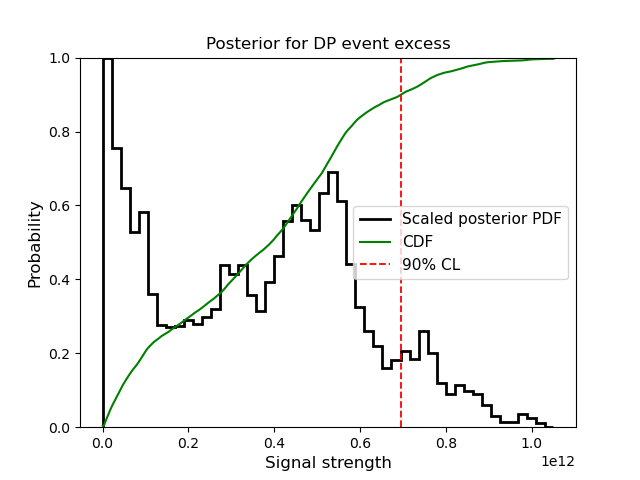 Posterior for DP event excess
Probability
1.0
0.8
0.6
0.4
0.2
0.0
Scaled posterior PDF
CDF
90% CL
0.0 0.2 0.4 0.6 0.8 1.0
1e12
Signal strength